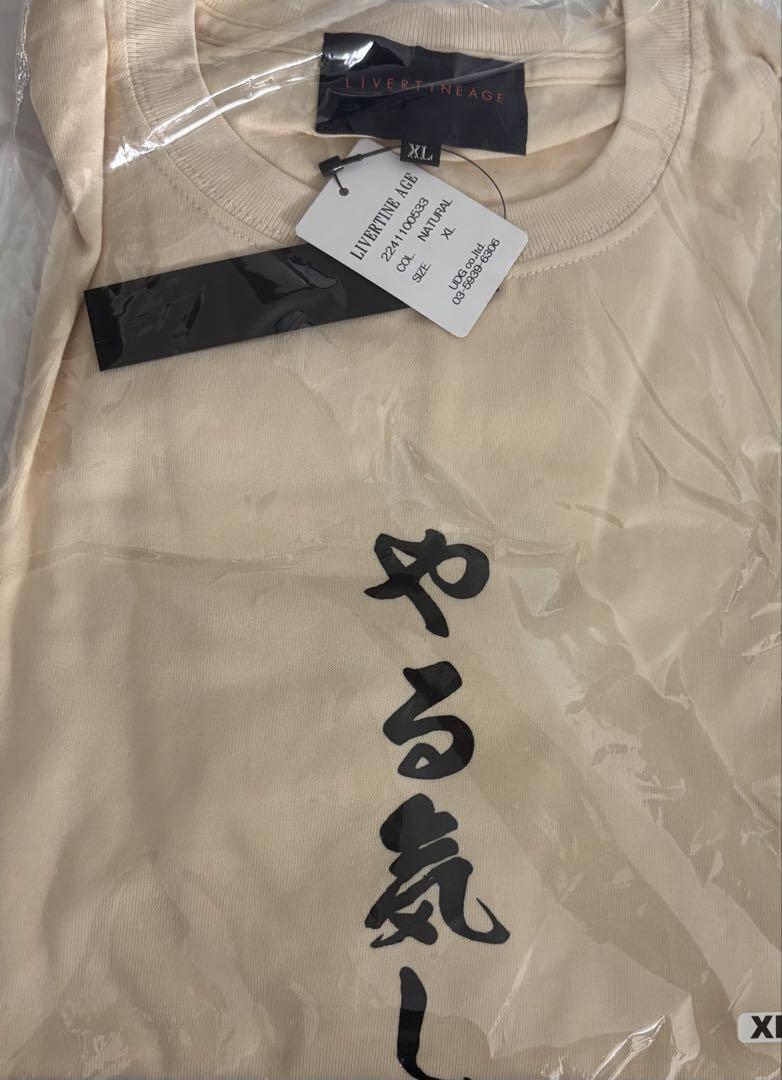 LIVERTINEAGE
XL
LIVERTINE AGE
2241100533
COL NATURAL
SIZE XL
UDG co.,ltd.
03-5939-6306
やる気し
XL